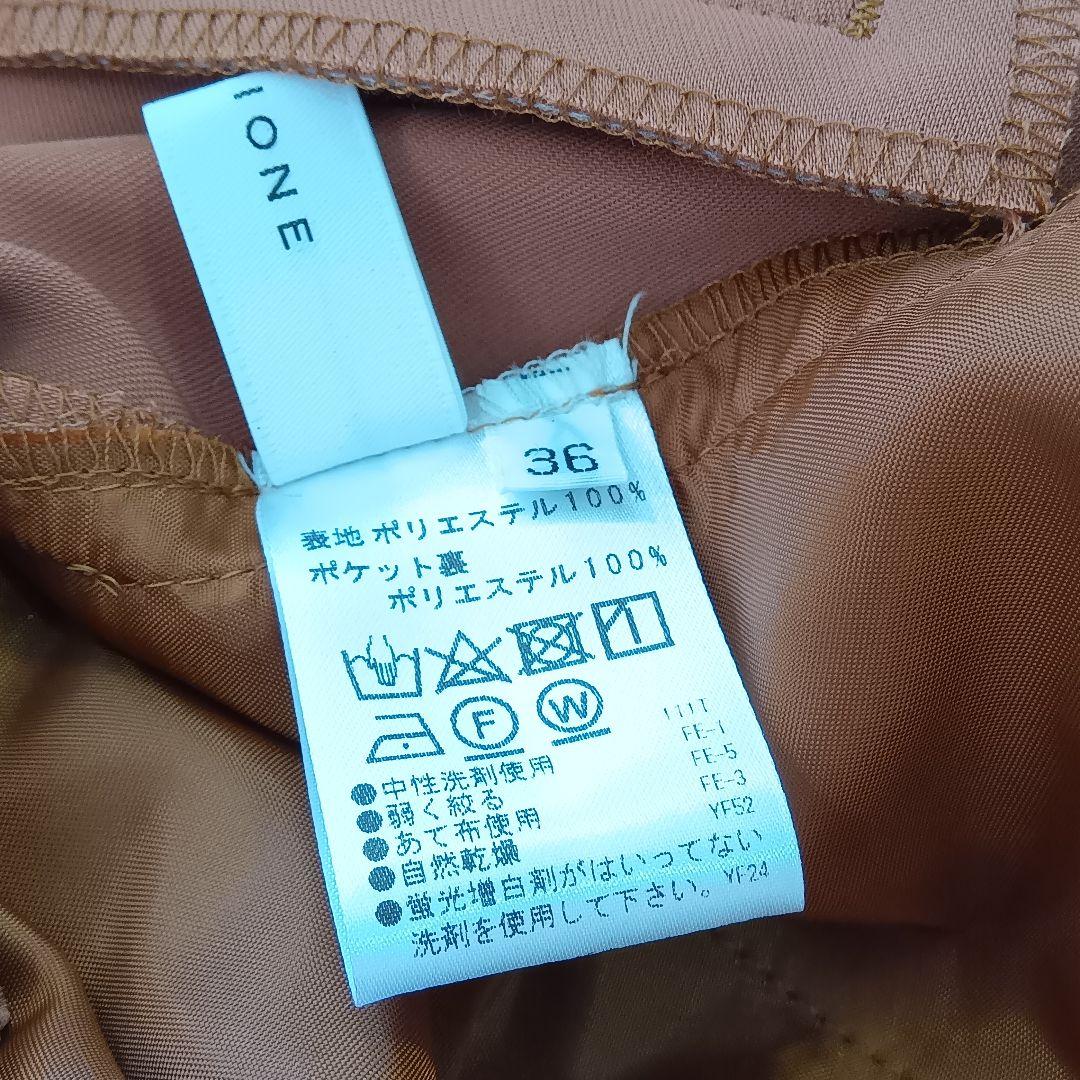 IONE
36
表地 ポリエステル100%
ポケット裏
ポリエステル100%
F W
111T
FE-1
FE-5
FE-3
YF52
●中性洗剤使用
●弱く絞る
●あて布使用
●自然乾燥
●蛍光増白剤がはいってない
洗剤を使用して下さい。YF24